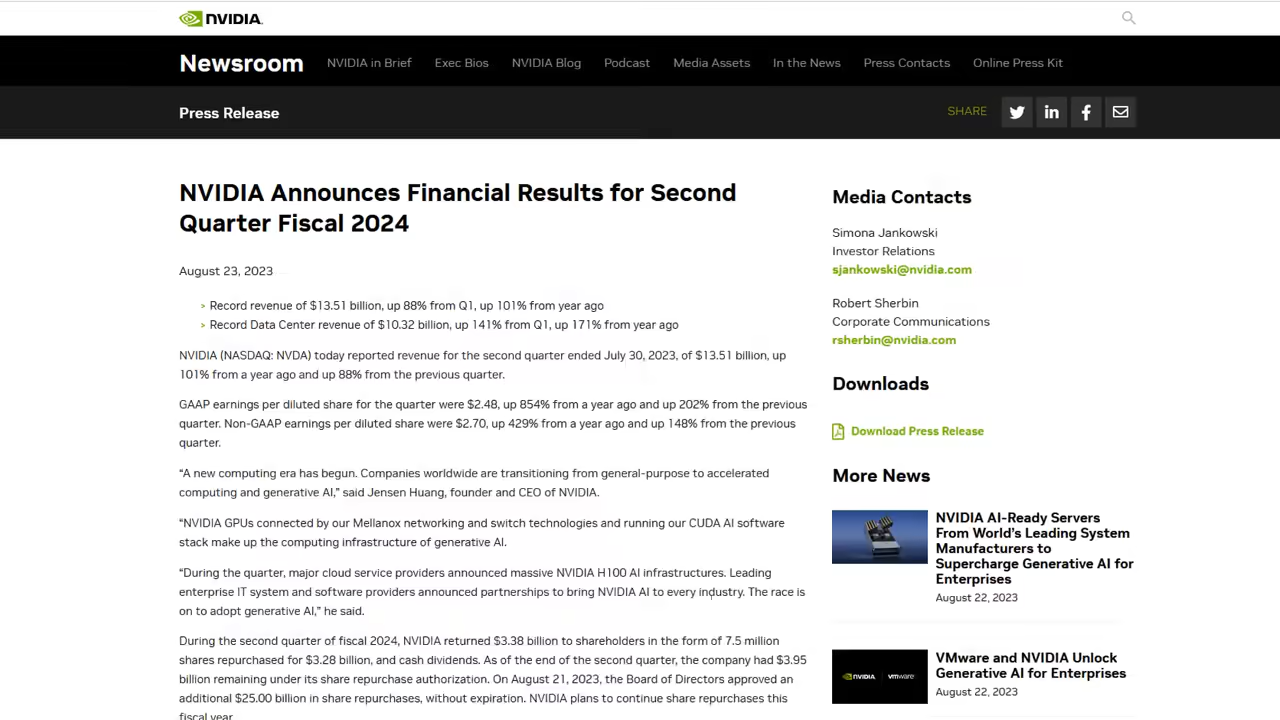 NVIDIA
Newsroom
NVIDIA in Brief
Exec Bios
NVIDIA Blog
Podcast
Media Assets
In the News
Press Contacts
Online Press Kit
Press Release
SHARE
NVIDIA Announces Financial Results for Second
Quarter Fiscal 2024
August 23, 2023
> Record revenue of $13.51 billion, up 88% from Q1, up 101% from year ago
> Record Data Center revenue of $10.32 billion, up 141% from Q1, up 171% from year ago
NVIDIA (NASDAQ: NVDA) today reported revenue for the second quarter ended July 30, 2023, of $13.51 billion, up
101% from a year ago and up 88% from the previous quarter.
GAAP earnings per diluted share for the quarter were $2.48, up 854% from a year ago and up 202% from the previous
quarter. Non-GAAP earnings per diluted share were $2.70, up 429% from a year ago and up 148% from the previous
quarter.
“A new computing era has begun. Companies worldwide are transitioning from general-purpose to accelerated
computing and generative AI,” said Jensen Huang, founder and CEO of NVIDIA.
“NVIDIA GPUs connected by our Mellanox networking and switch technologies and running our CUDA AI software
stack make up the computing infrastructure of generative AI.
“During the quarter, major cloud service providers announced massive NVIDIA H100 AI infrastructures. Leading
enterprise IT system and software providers announced partnerships to bring NVIDIA AI to every industry. The race is
on to adopt generative AI,” he said.
During the second quarter of fiscal 2024, NVIDIA returned $3.38 billion to shareholders in the form of 7.5 million
shares repurchased for $3.28 billion, and cash dividends. As of the end of the second quarter, the company had $3.95
billion remaining under its share repurchase authorization. On August 21, 2023, the Board of Directors approved an
additional $25.00 billion in share repurchases, without expiration. NVIDIA plans to continue share repurchases this
fiscal year.
Media Contacts
Simona Jankowski
Investor Relations
sjankowski@nvidia.com
Robert Sherbin
Corporate Communications
rsherbin@nvidia.com
Downloads
Download Press Release
More News
NVIDIA AI-Ready Servers
From World’s Leading System
Manufacturers to
Supercharge Generative AI for
Enterprises
August 22, 2023
NVIDIA
vmware
VMware and NVIDIA Unlock
Generative AI for Enterprises
August 22, 2023